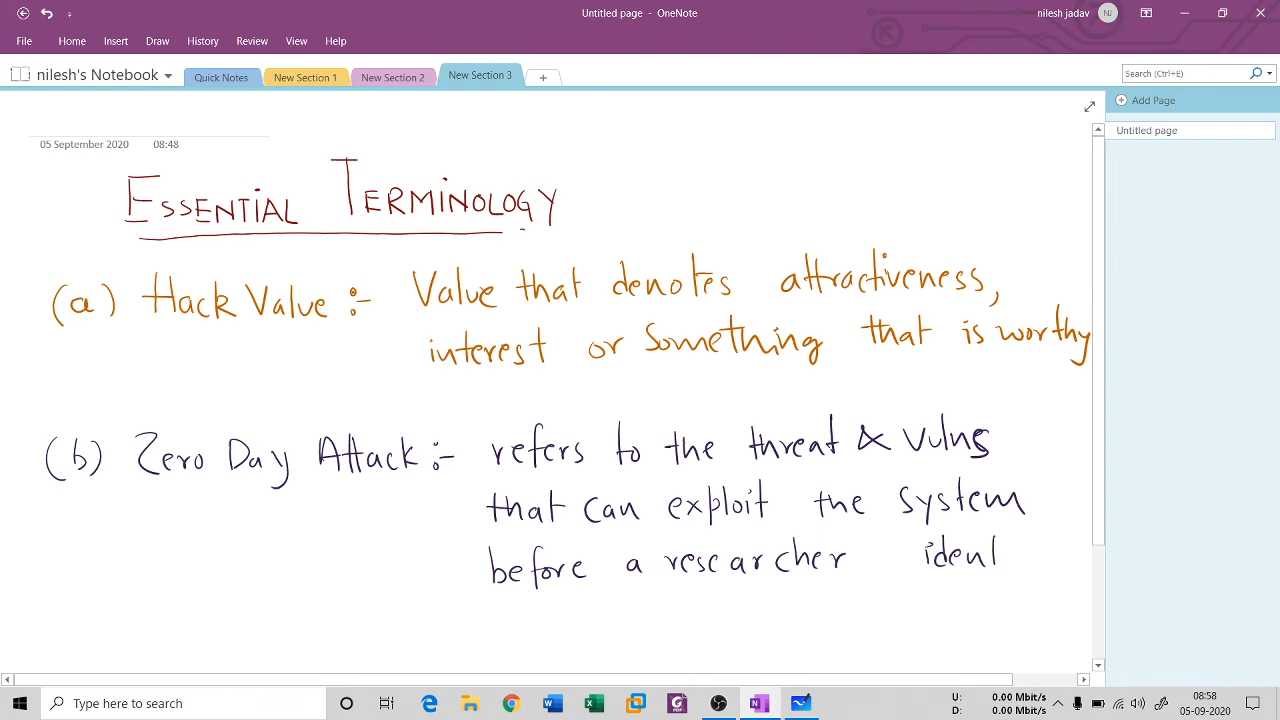 Untitled page - OneNote
nilesh jadav NJ
File Home Insert Draw History Review View Help
nilesh's Notebook Quick Notes New Section 1 New Section 2 New Section 3 +
Search (Ctrl+E)
Add Page
Untitled page
05 September 2020 08:48
ESSENTIAL TERMINOLOGY
(a) Hack Value :- Value that denotes attractiveness,
interest or Something that is worthy
(b) Zero Day Attack :- refers to the threat & vulns
that can exploit the system
before a researcher
Type here to search
U: 0.00 Mbit/s
D: 0.00 Mbit/s
08:58
05-09-2020